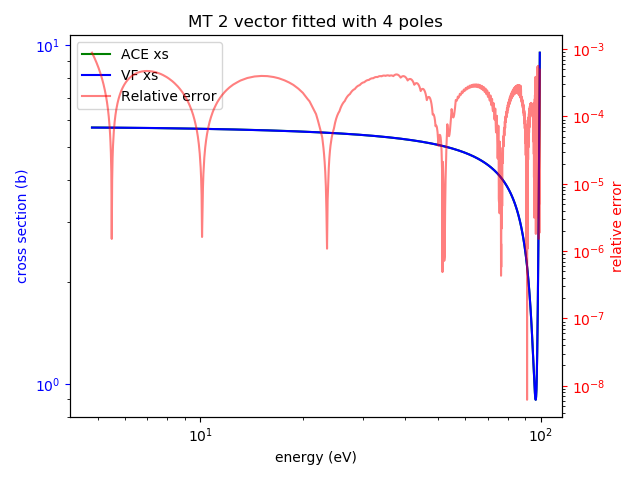 MT 2 vector fitted with 4 poles
ACE xs
VF xs
Relative error
cross section (b)
10^1
10^0
10^-3
10^-4
10^-5
10^-6
10^-7
10^-8
relative error
10^1
10^2
energy (eV)